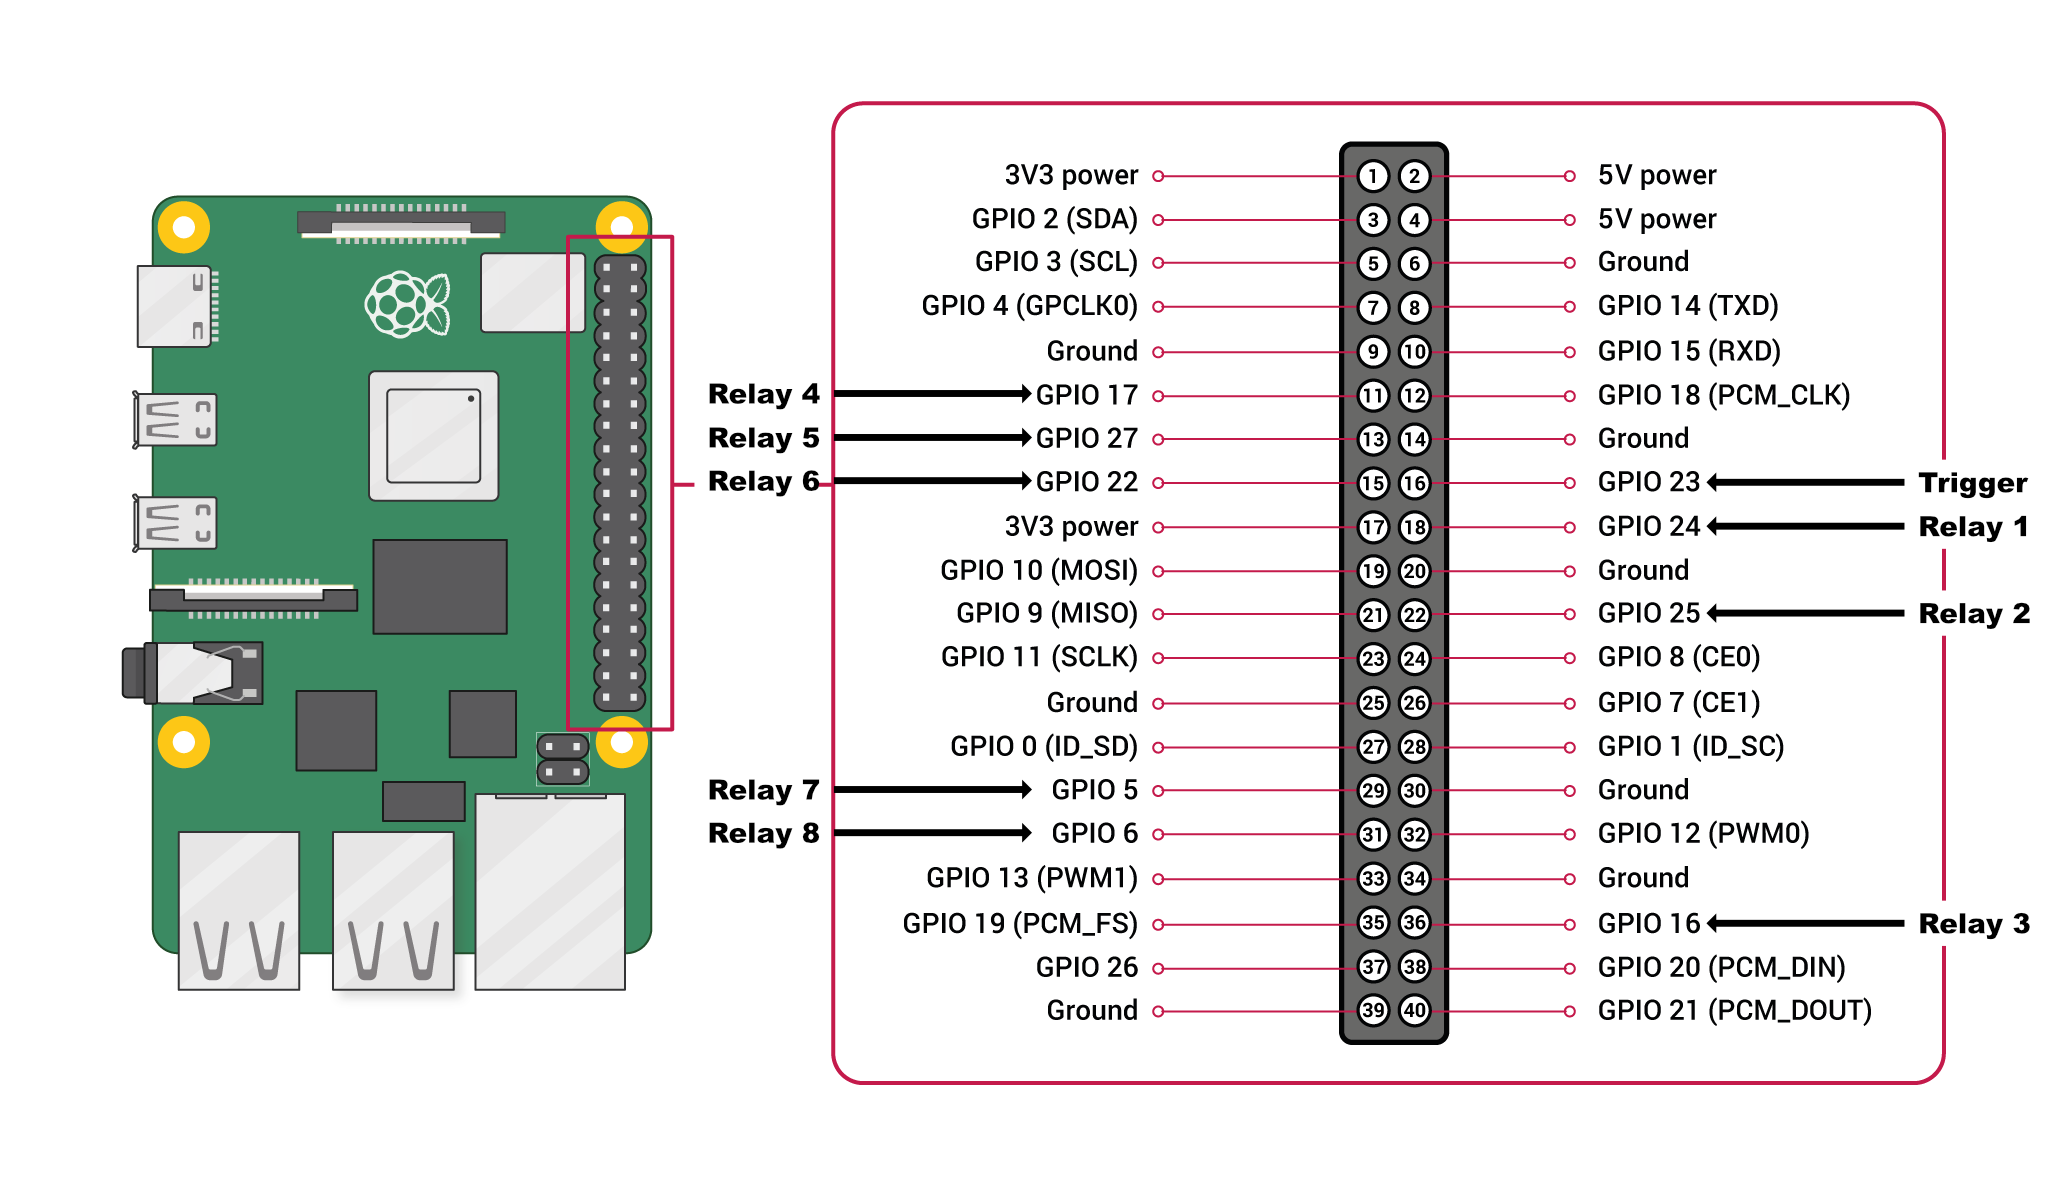 3V3 power 1 2 5V power
GPIO 2 (SDA) 3 4 5V power
GPIO 3 (SCL) 5 6 Ground
GPIO 4 (GPCLK0) 7 8 GPIO 14 (TXD)
Ground 9 10 GPIO 15 (RXD)
Relay 4 GPIO 17 11 12 GPIO 18 (PCM_CLK)
Relay 5 GPIO 27 13 14 Ground
Relay 6 GPIO 22 15 16 GPIO 23 Trigger
3V3 power 17 18 GPIO 24 Relay 1
GPIO 10 (MOSI) 19 20 Ground
GPIO 9 (MISO) 21 22 GPIO 25 Relay 2
GPIO 11 (SCLK) 23 24 GPIO 8 (CE0)
Ground 25 26 GPIO 7 (CE1)
GPIO 0 (ID_SD) 27 28 GPIO 1 (ID_SC)
Relay 7 GPIO 5 29 30 Ground
Relay 8 GPIO 6 31 32 GPIO 12 (PWM0)
GPIO 13 (PWM1) 33 34 Ground
GPIO 19 (PCM_FS) 35 36 GPIO 16 Relay 3
GPIO 26 37 38 GPIO 20 (PCM_DIN)
Ground 39 40 GPIO 21 (PCM_DOUT)